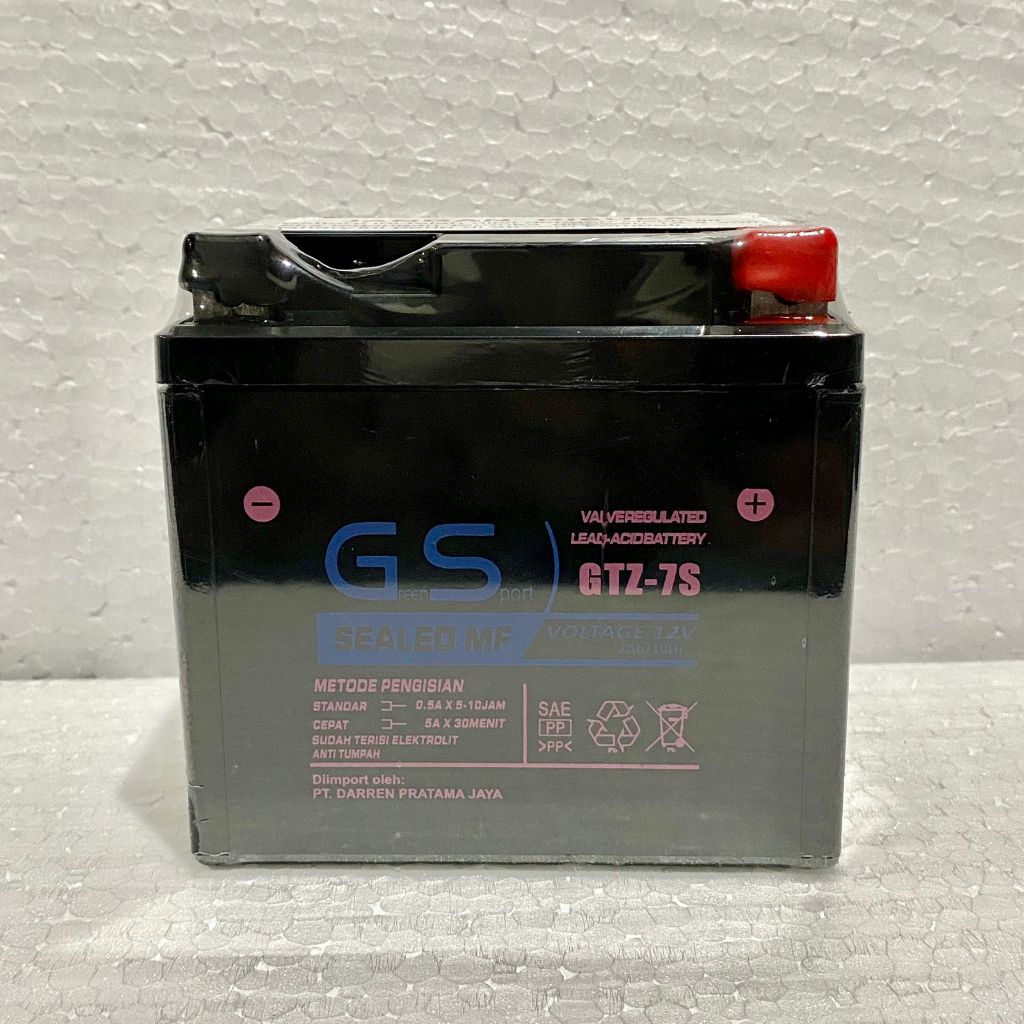 −
+
GS
Green Sport
VALVEREGULATED
LEAD-ACIDBATTERY
GTZ-7S
SEALED MF
VOLTAGE 12V
7Ah/10Hr
METODE PENGISIAN
STANDAR 0.5A X 5-10JAM
CEPAT 5A X 30MENIT
SUDAH TERISI ELEKTROLIT
ANTI TUMPAH
SAE
PP
>PP<
Pb
Diimport oleh:
PT. DARREN PRATAMA JAYA